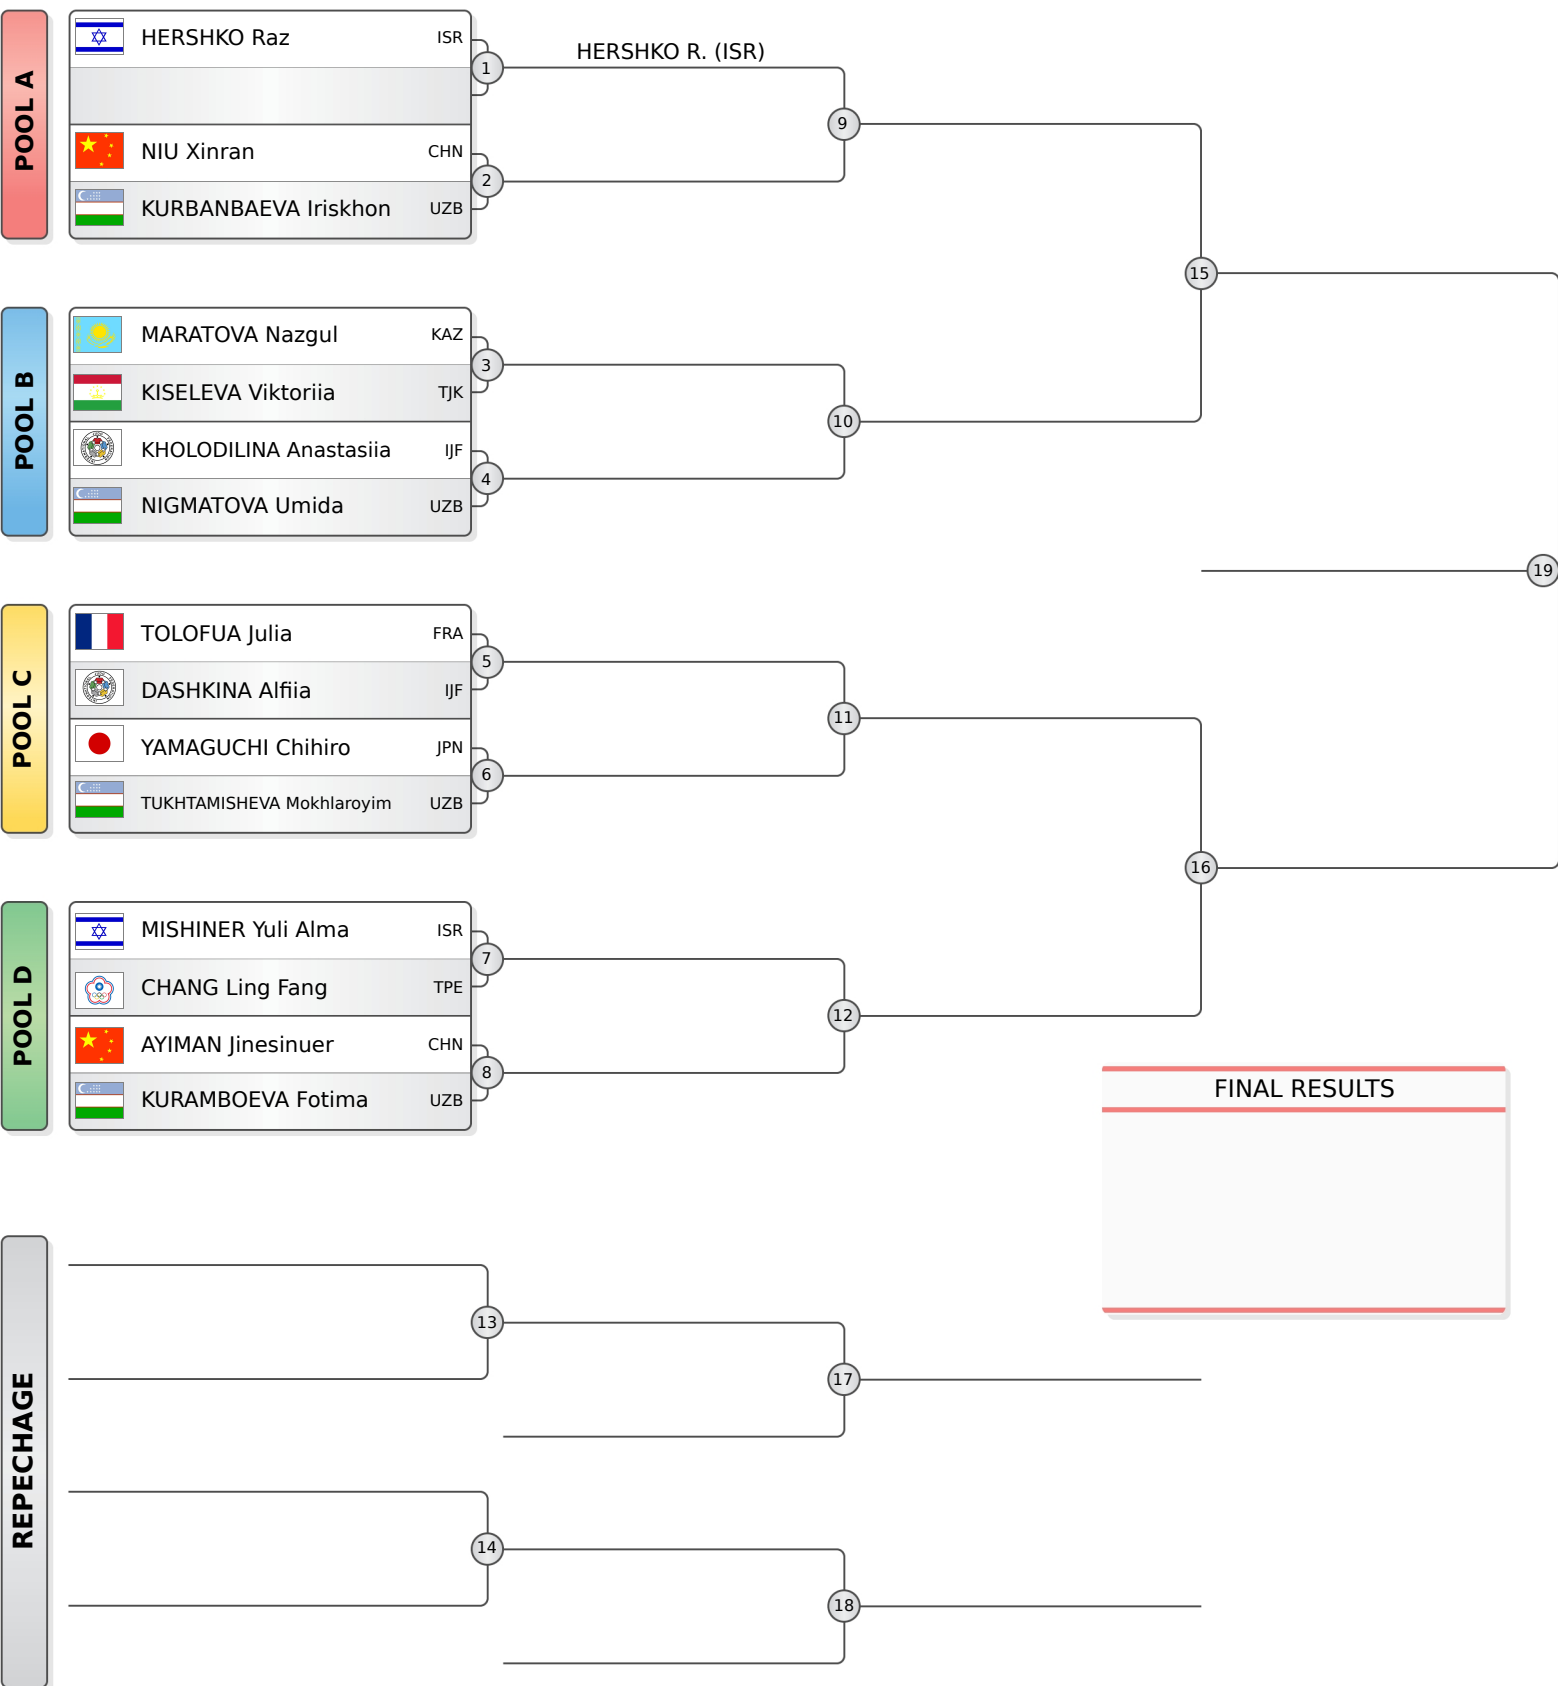 POOL A
HERSHKO Raz ISR
1
HERSHKO R. (ISR)
9
NIU Xinran CHN
2
KURBANBAEVA Iriskhon UZB
15
POOL B
MARATOVA Nazgul KAZ
3
KISELEVA Viktoriia TJK
10
KHOLODILINA Anastasiia IJF
4
NIGMATOVA Umida UZB
19
POOL C
TOLOFUA Julia FRA
5
DASHKINA Alfiia IJF
11
YAMAGUCHI Chihiro JPN
6
TUKHTAMISHEVA Mokhlaroyim UZB
16
POOL D
MISHINER Yuli Alma ISR
7
CHANG Ling Fang TPE
12
AYIMAN Jinesinuer CHN
8
KURAMBOEVA Fotima UZB
FINAL RESULTS
REPECHAGE
13
17
14
18